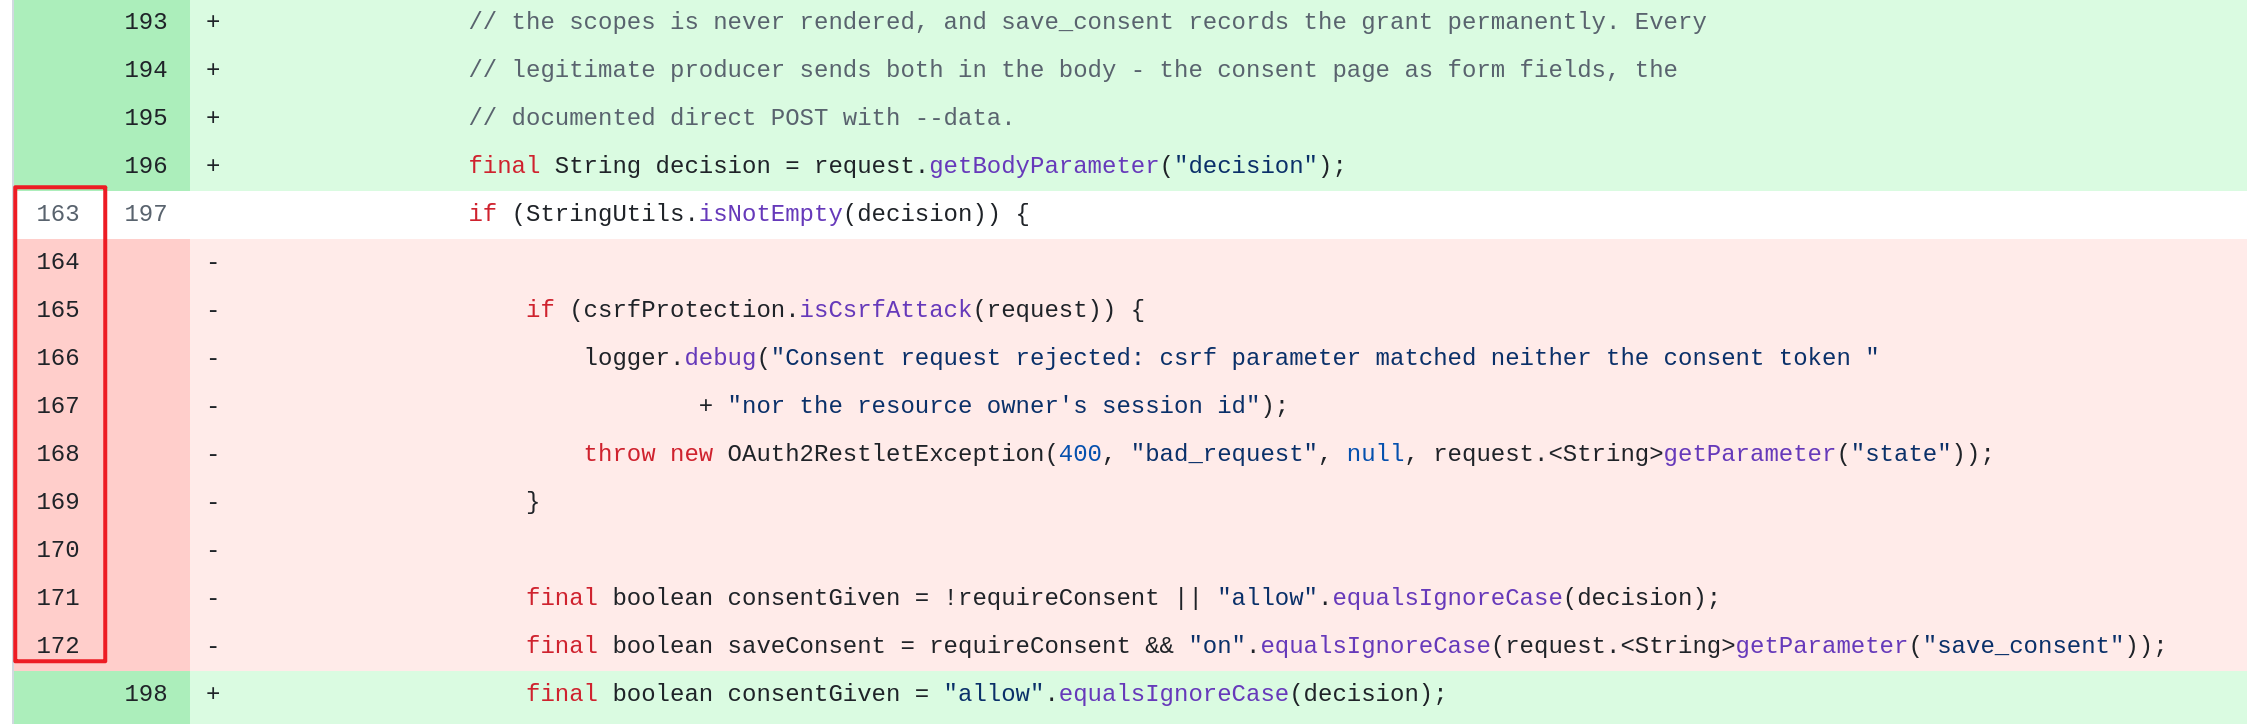 193 + // the scopes is never rendered, and save_consent records the grant permanently. Every
194 + // legitimate producer sends both in the body - the consent page as form fields, the
195 + // documented direct POST with --data.
196 + final String decision = request.getBodyParameter("decision");
163 197 if (StringUtils.isNotEmpty(decision)) {
164 -
165 - if (csrfProtection.isCsrfAttack(request)) {
166 - logger.debug("Consent request rejected: csrf parameter matched neither the consent token "
167 - + "nor the resource owner's session id");
168 - throw new OAuth2RestletException(400, "bad_request", null, request.<String>getParameter("state"));
169 - }
170 -
171 - final boolean consentGiven = !requireConsent || "allow".equalsIgnoreCase(decision);
172 - final boolean saveConsent = requireConsent && "on".equalsIgnoreCase(request.<String>getParameter("save_consent"));
198 + final boolean consentGiven = "allow".equalsIgnoreCase(decision);